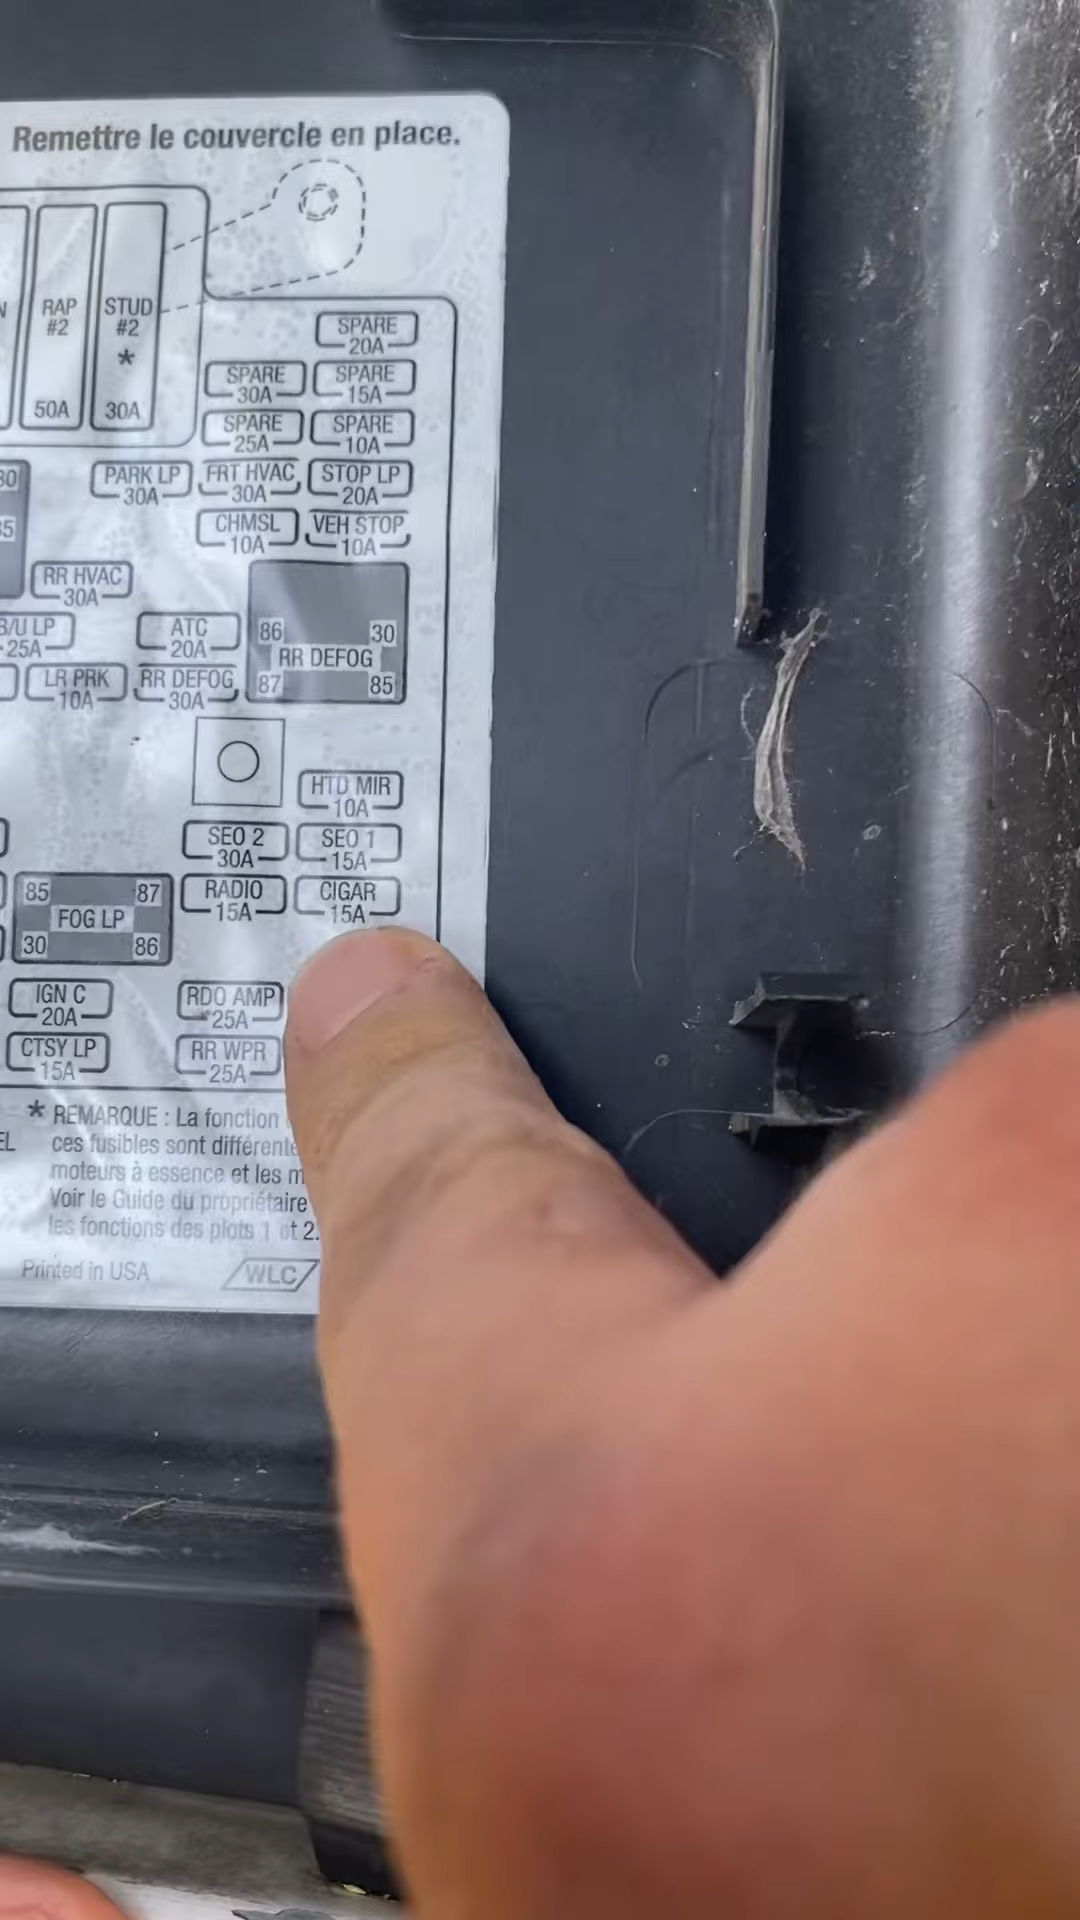 Remettre le couvercle en place.
RAP
#2
50A
STUD
#2
*
30A
SPARE
20A
SPARE
30A
SPARE
15A
SPARE
25A
SPARE
10A
PARK LP
30A
FRT HVAC
30A
STOP LP
20A
CHMSL
10A
VEH STOP
10A
RR HVAC
30A
B/U LP
25A
ATC
20A
86 30
RR DEFOG
87 85
LR PRK
10A
RR DEFOG
30A
HTD MIR
10A
SEO 2
30A
SEO 1
15A
RADIO
15A
CIGAR
15A
85 87
FOG LP
30 86
IGN C
20A
RDO AMP
25A
CTSY LP
15A
RR WPR
25A
* REMARQUE : La fonction
ces fusibles sont différente
moteurs à essence et les m
Voir le Guide du propriétaire
les fonctions des plots 1 et 2.
Printed in USA
WLC